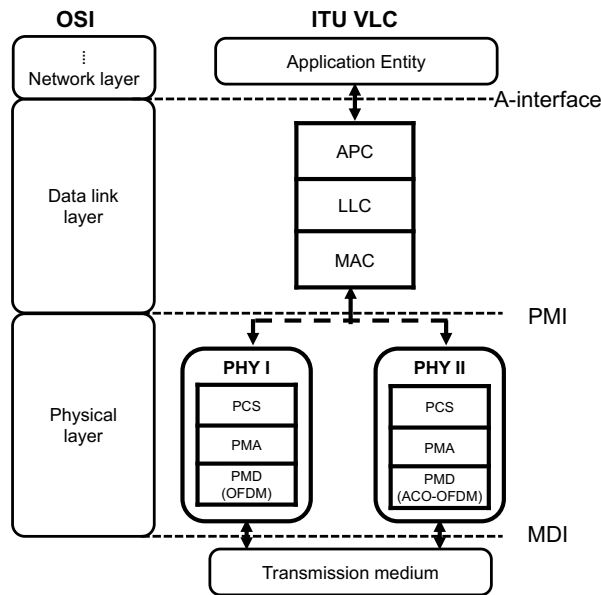 OSI
ITU VLC
⁞
Network layer
Application Entity
A-interface
Data link
layer
APC
LLC
MAC
PMI
Physical
layer
PHY I
PCS
PMA
PMD
(OFDM)
PHY II
PCS
PMA
PMD
(ACO-OFDM)
MDI
Transmission medium